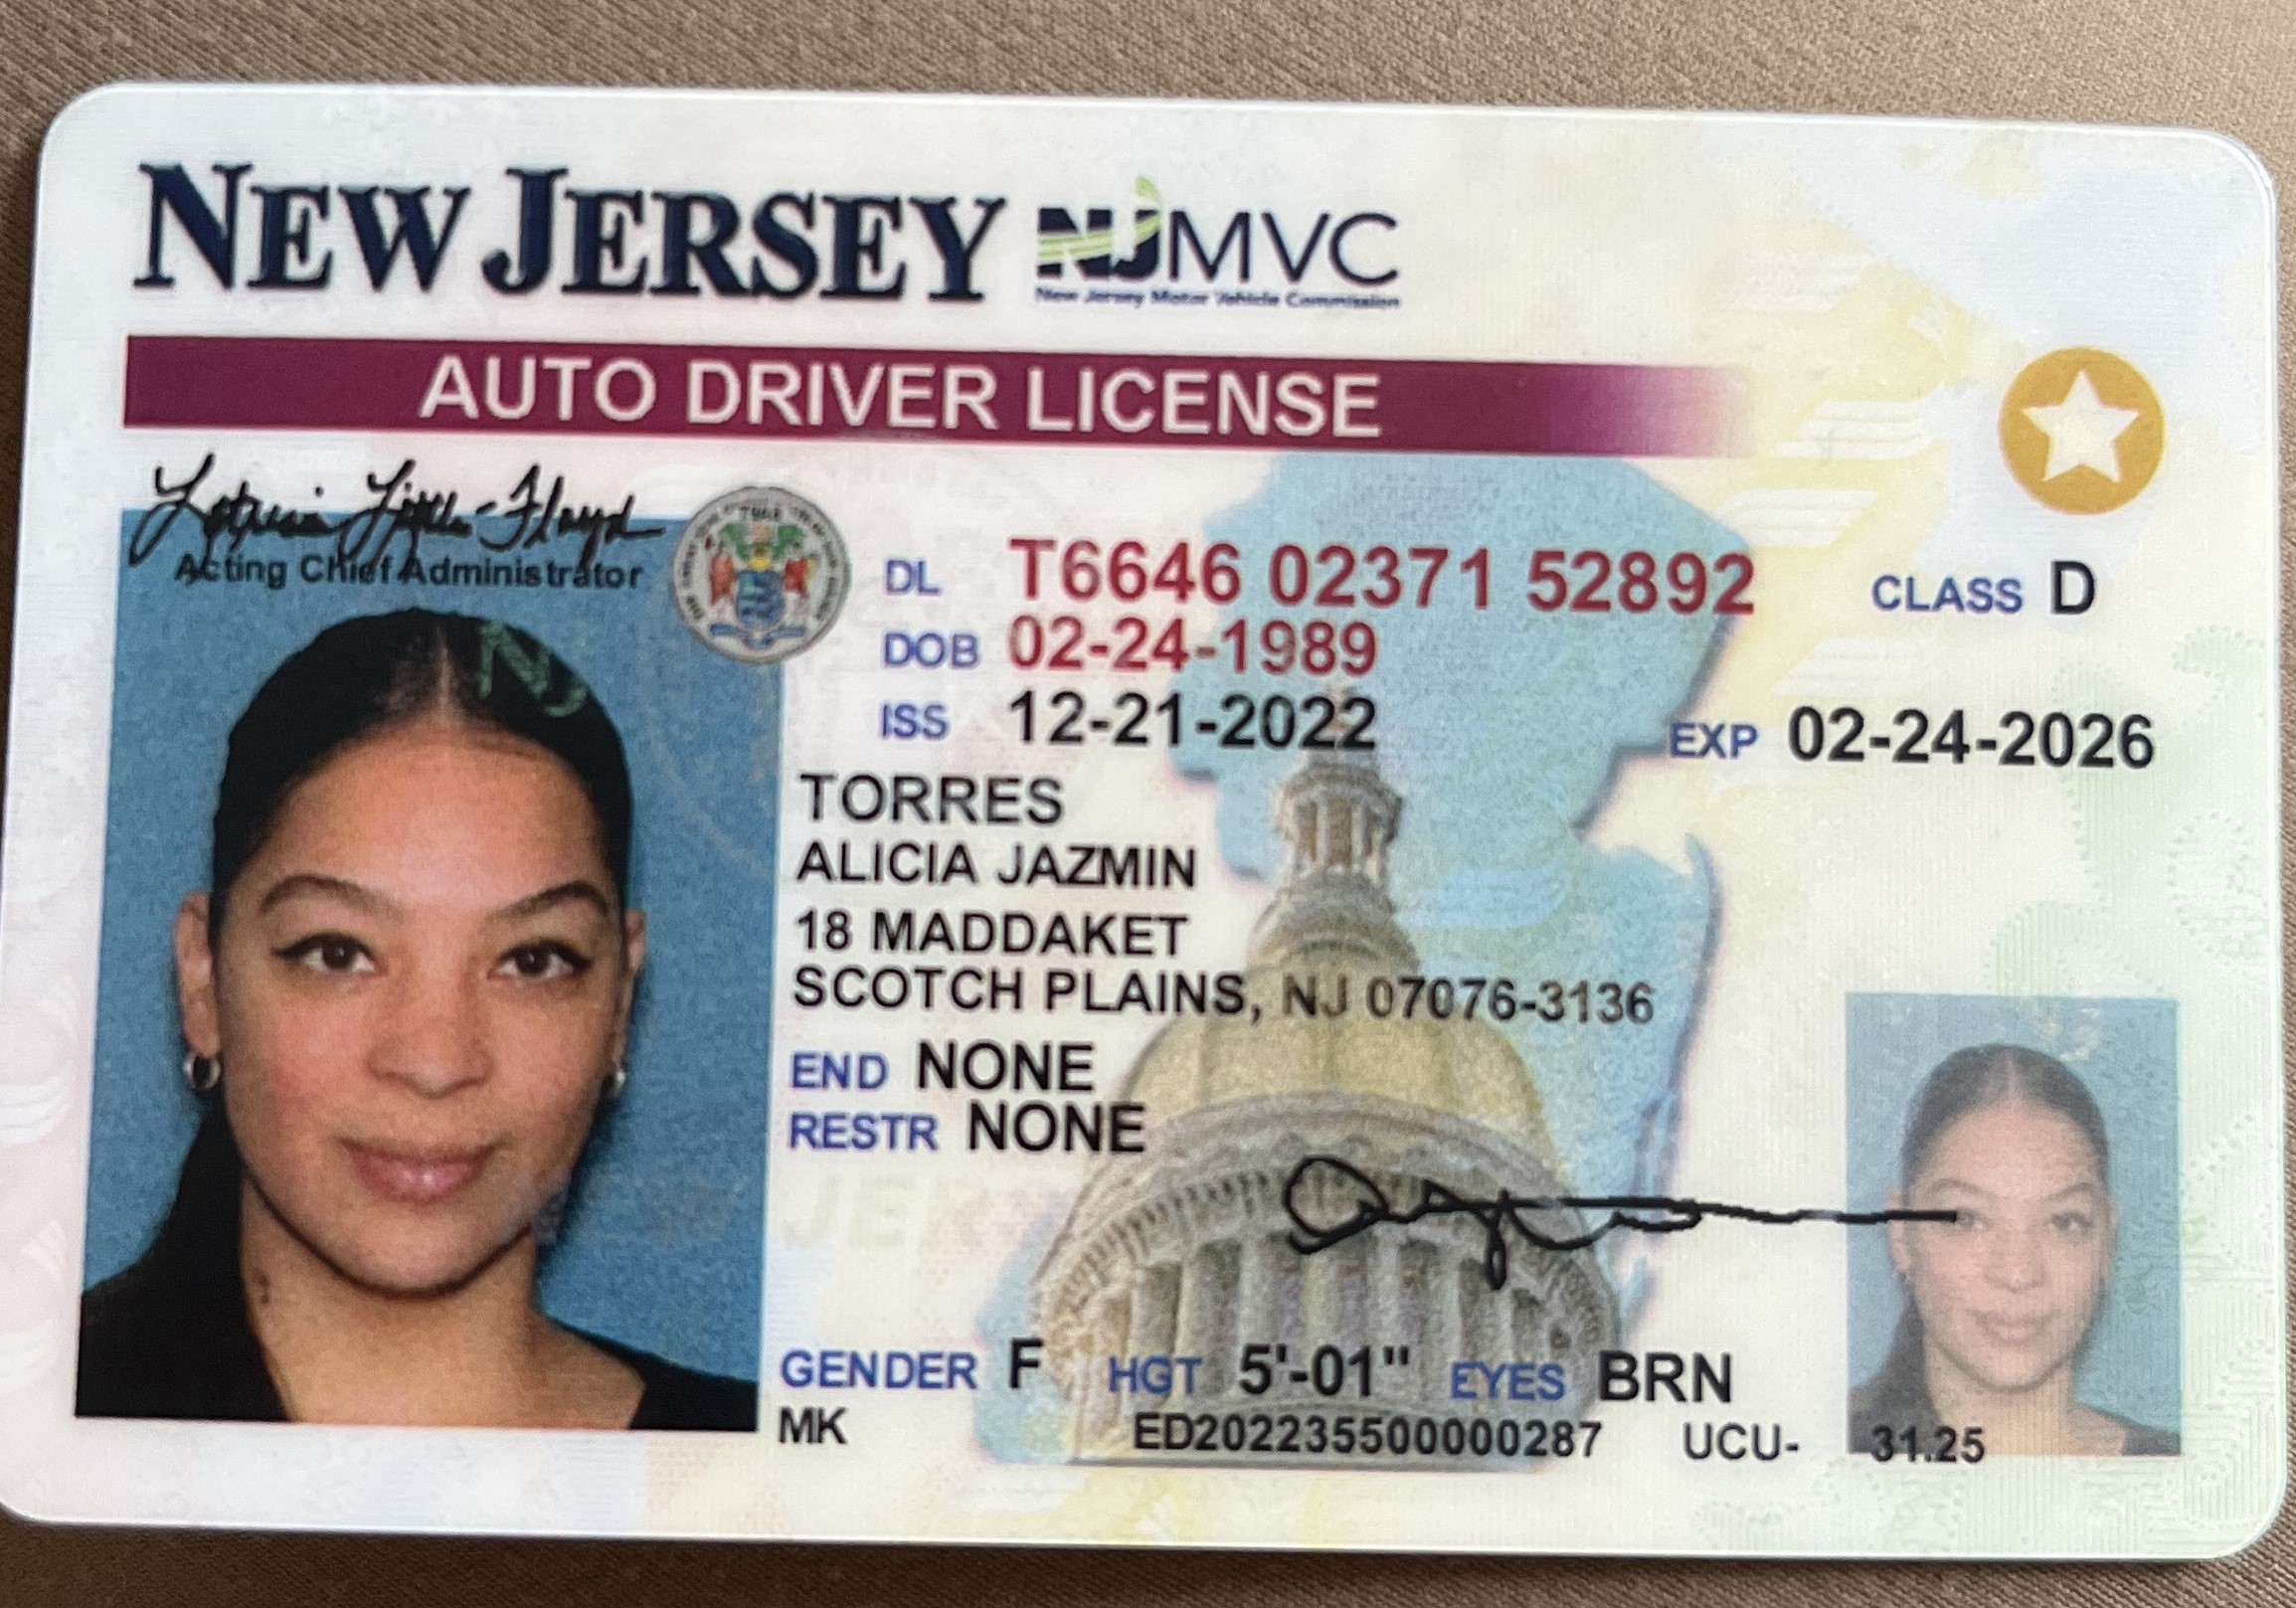 NEW JERSEY NJMVC
New Jersey Motor Vehicle Commission
AUTO DRIVER LICENSE
Acting Chief Administrator
DL T6646 02371 52892 CLASS D
DOB 02-24-1989
ISS 12-21-2022 EXP 02-24-2026
TORRES
ALICIA JAZMIN
18 MADDAKET
SCOTCH PLAINS, NJ 07076-3136
END NONE
RESTR NONE
GENDER F HGT 5'-01" EYES BRN
MK ED202235500000287 UCU- 31.25
NJ